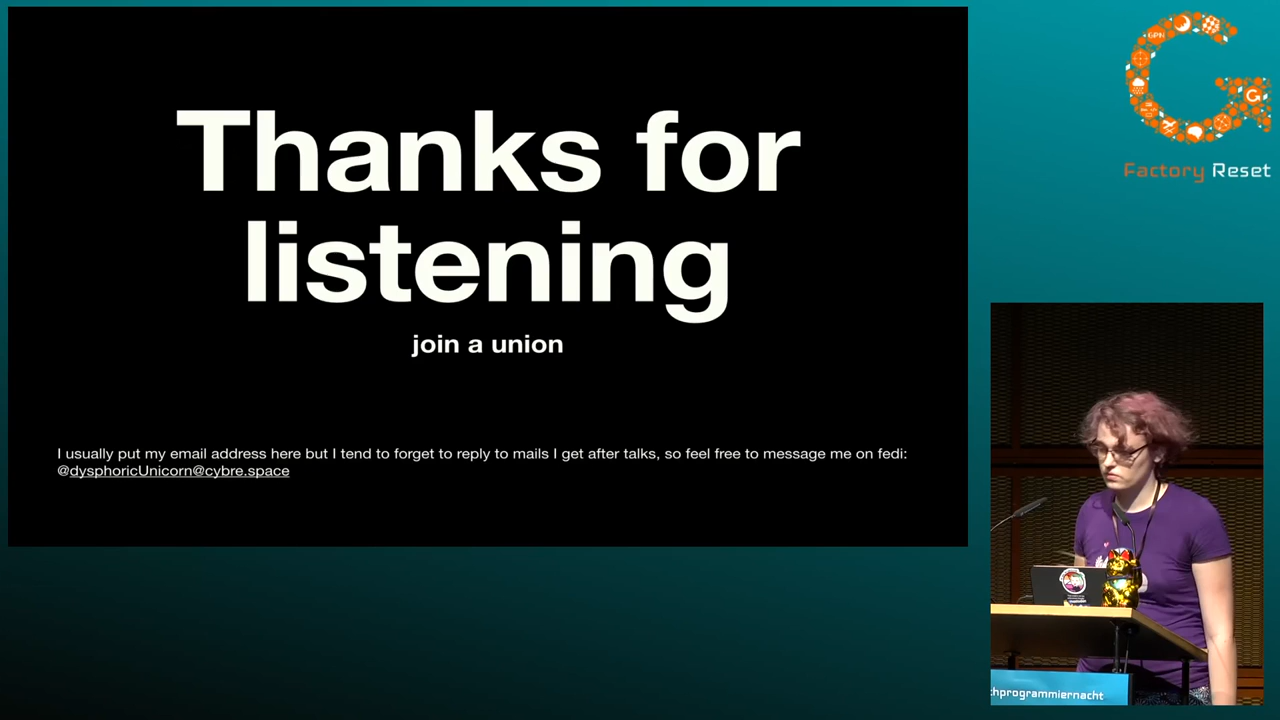 Thanks for
listening
join a union
I usually put my email address here but I tend to forget to reply to mails I get after talks, so feel free to message me on fedi:
@dysphoricUnicorn@cybre.space
GPN
G
Factory Reset
chprogrammiernacht